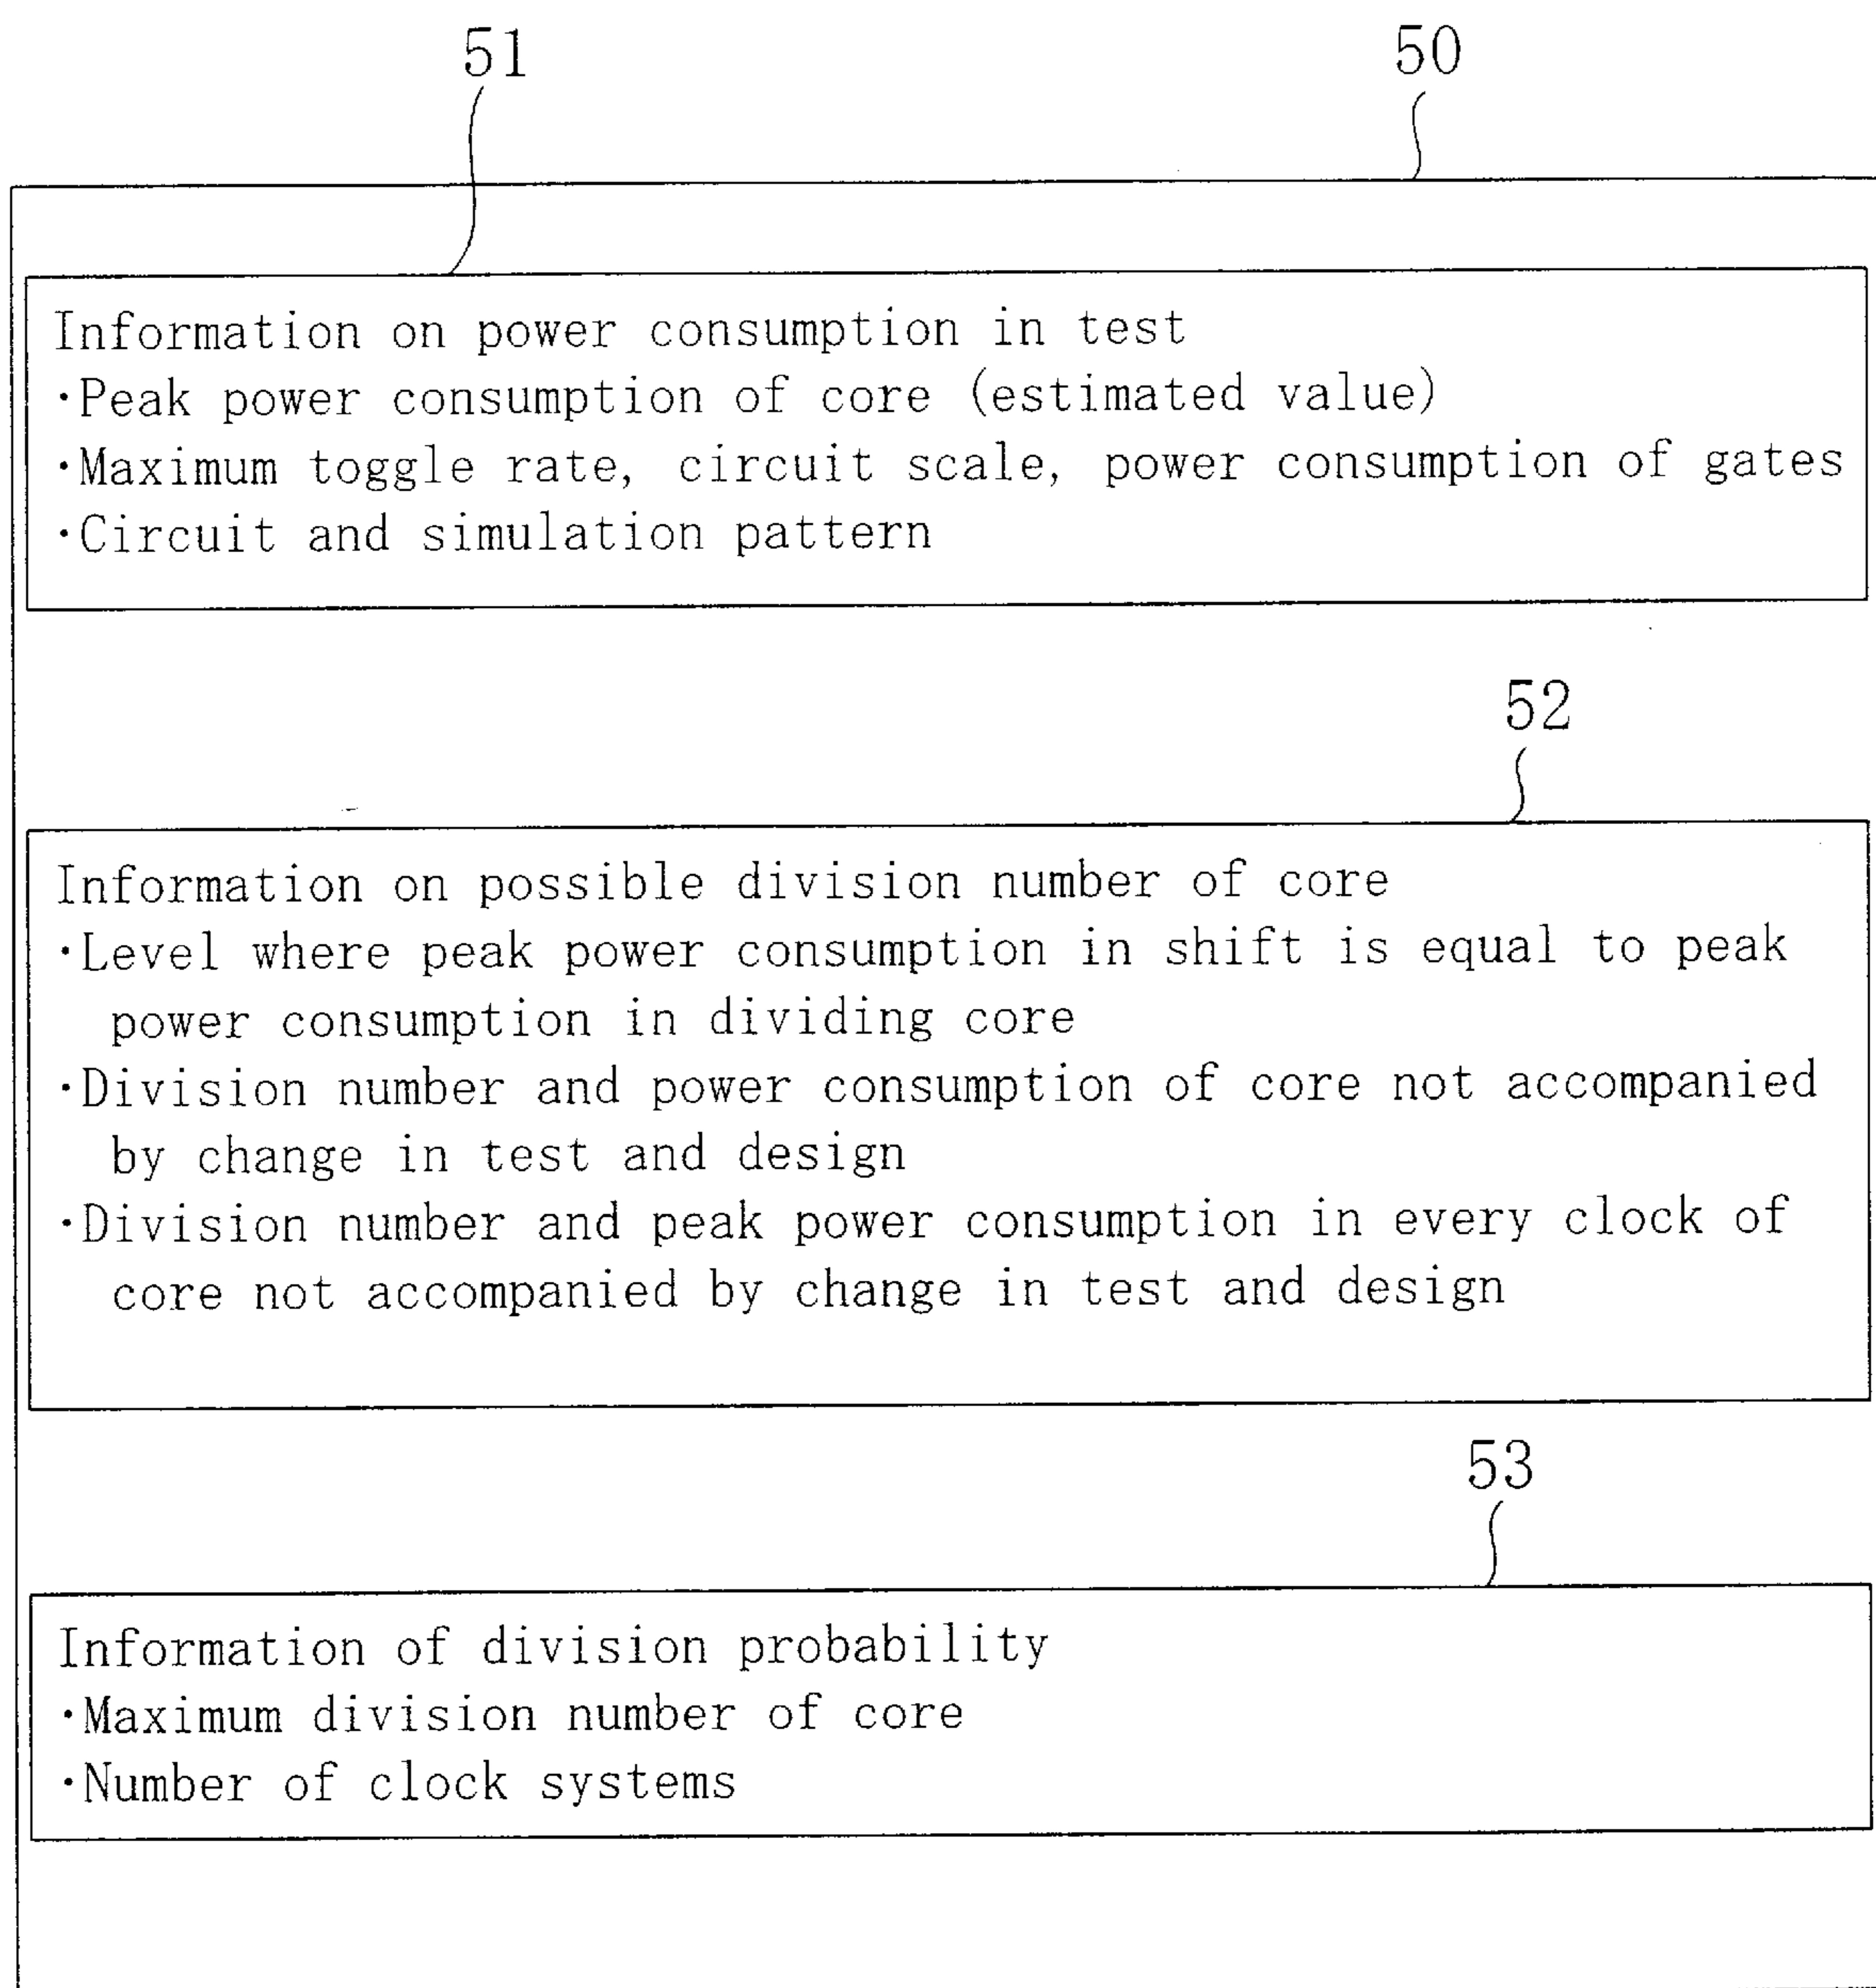 51
50
Information on power consumption in test
·Peak power consumption of core (estimated value)
·Maximum toggle rate, circuit scale, power consumption of gates
·Circuit and simulation pattern
52
Information on possible division number of core
·Level where peak power consumption in shift is equal to peak
power consumption in dividing core
·Division number and power consumption of core not accompanied
by change in test and design
·Division number and peak power consumption in every clock of
core not accompanied by change in test and design
53
Information of division probability
·Maximum division number of core
·Number of clock systems